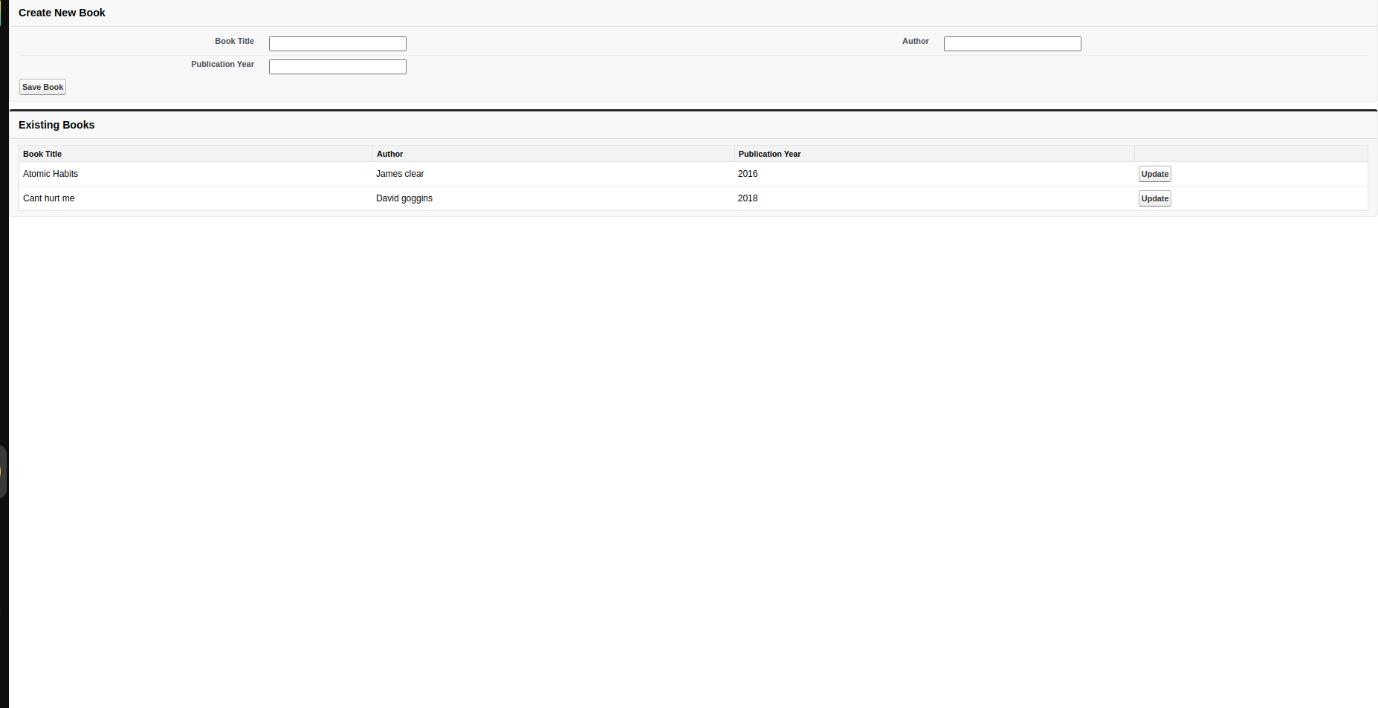 Create New Book
Book Title Author
Publication Year
Save Book
Existing Books
Book Title Author Publication Year
Atomic Habits James clear 2016 Update
Cant hurt me David goggins 2018 Update